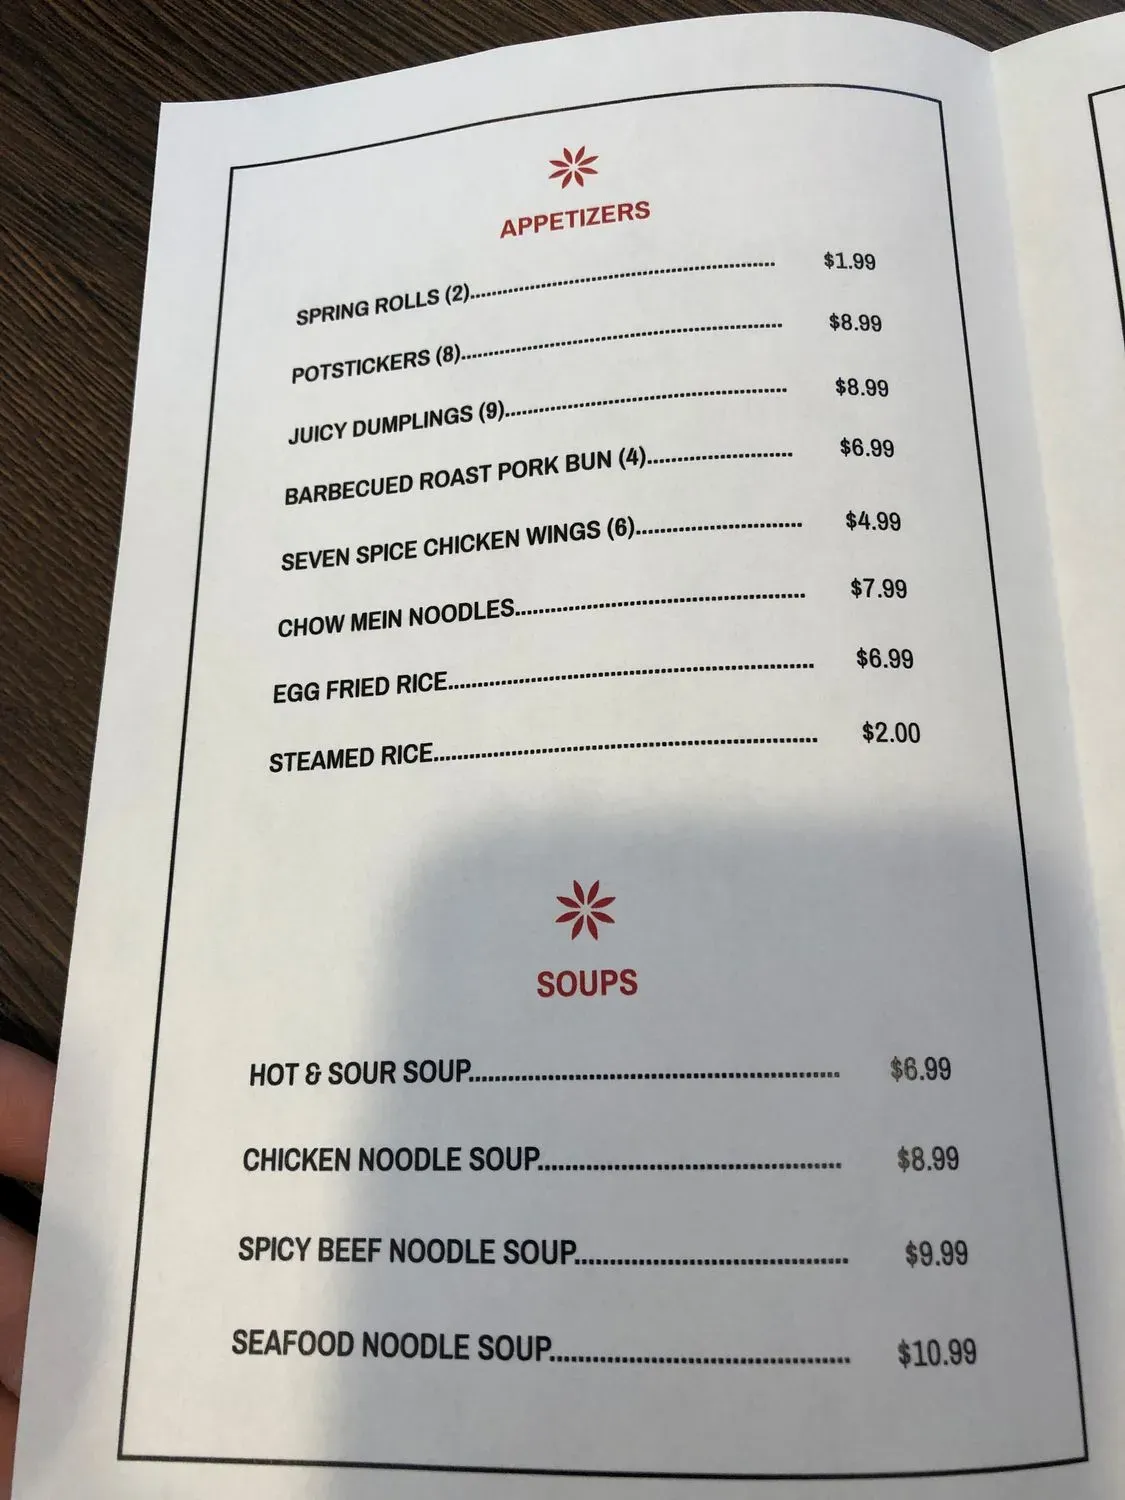 APPETIZERS
SPRING ROLLS (2)........................................................ $1.99
POTSTICKERS (8)........................................................ $8.99
JUICY DUMPLINGS (9)................................................ $8.99
BARBECUED ROAST PORK BUN (4)......................... $6.99
SEVEN SPICE CHICKEN WINGS (6)............................ $4.99
CHOW MEIN NOODLES................................................ $7.99
EGG FRIED RICE............................................................ $6.99
STEAMED RICE.............................................................. $2.00
SOUPS
HOT & SOUR SOUP...................................................... $6.99
CHICKEN NOODLE SOUP............................................ $8.99
SPICY BEEF NOODLE SOUP....................................... $9.99
SEAFOOD NOODLE SOUP........................................... $10.99